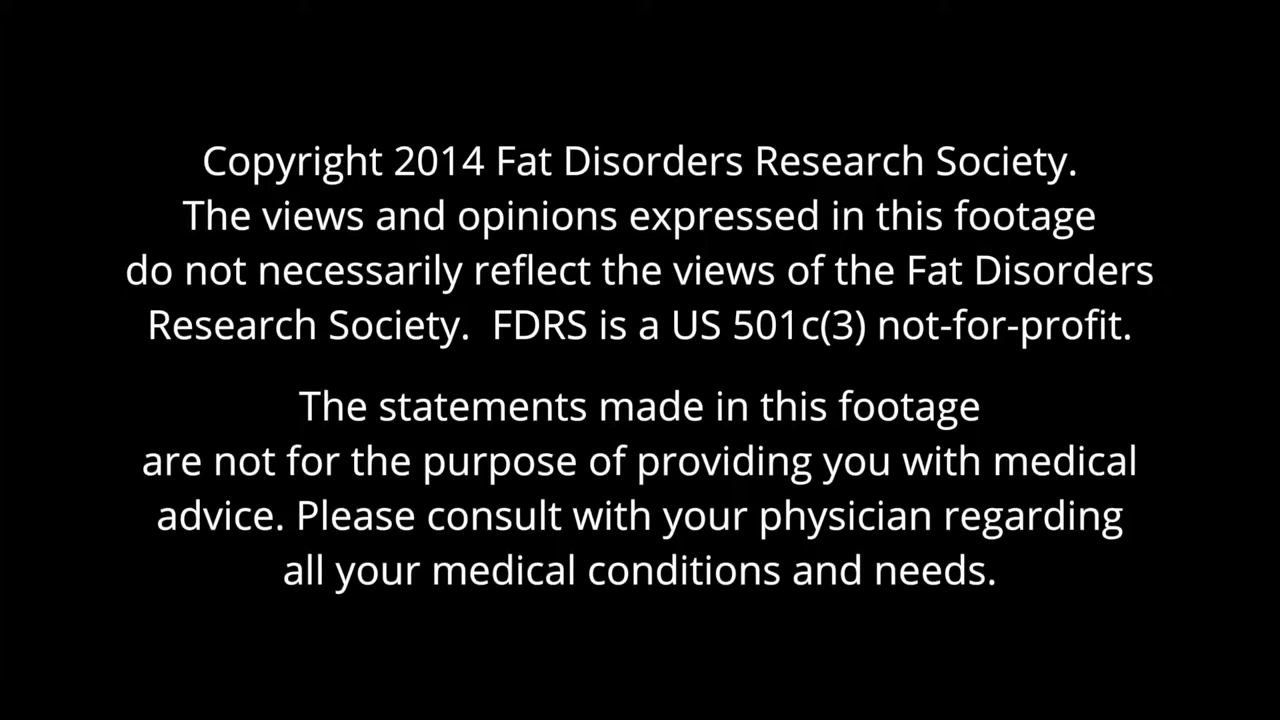 Copyright 2014 Fat Disorders Research Society.
The views and opinions expressed in this footage
do not necessarily reflect the views of the Fat Disorders
Research Society.  FDRS is a US 501c(3) not-for-profit.
The statements made in this footage
are not for the purpose of providing you with medical
advice. Please consult with your physician regarding
all your medical conditions and needs.